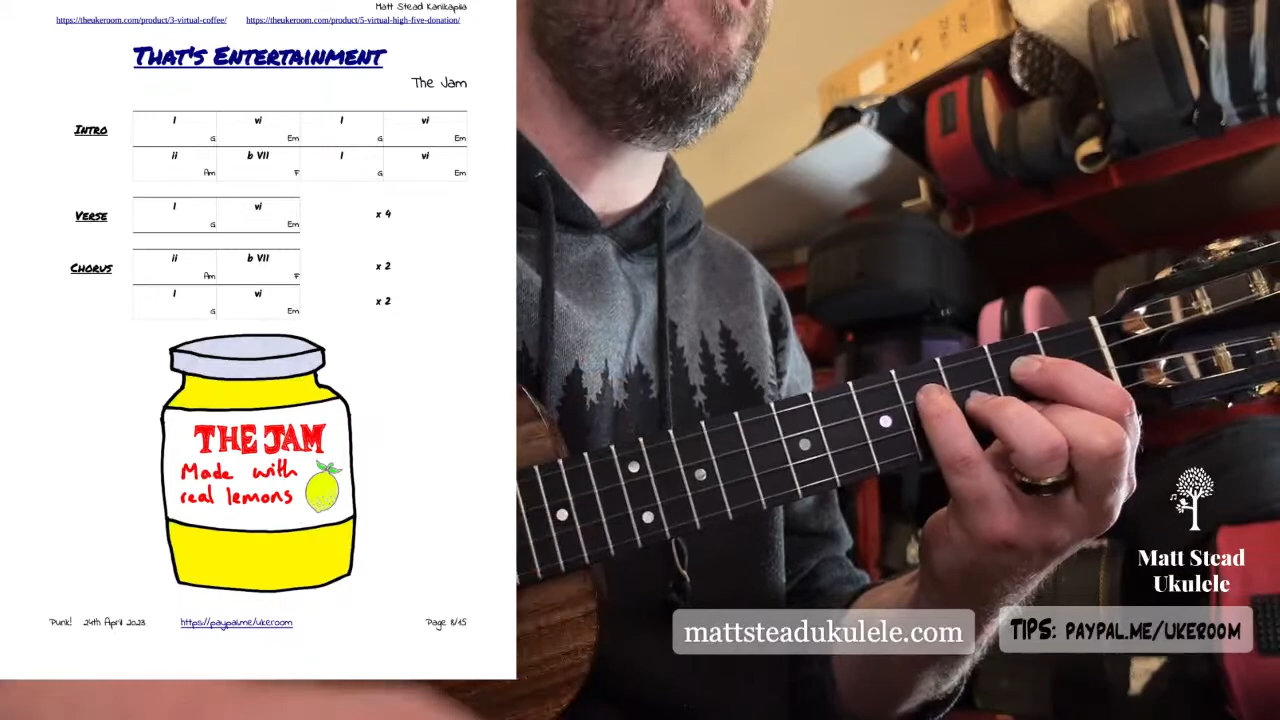 Matt Stead Kanikapila
https://theukeroom.com/product/3-virtual-coffee/ https://theukeroom.com/product/5-virtual-high-five-donation/
That's Entertainment
The Jam
Intro
I vi I vi
G Em G Em
ii b VII I vi
Am F G Em
Verse
I vi x 4
G Em
Chorus
ii b VII x 2
Am F
I vi x 2
G Em
THE JAM
Made with
real lemons
Punk! 24th April 2023 https://paypal.me/ukeroom Page 8/15
Matt Stead
Ukulele
mattsteadukulele.com
TIPS: PAYPAL.ME/UKEROOM